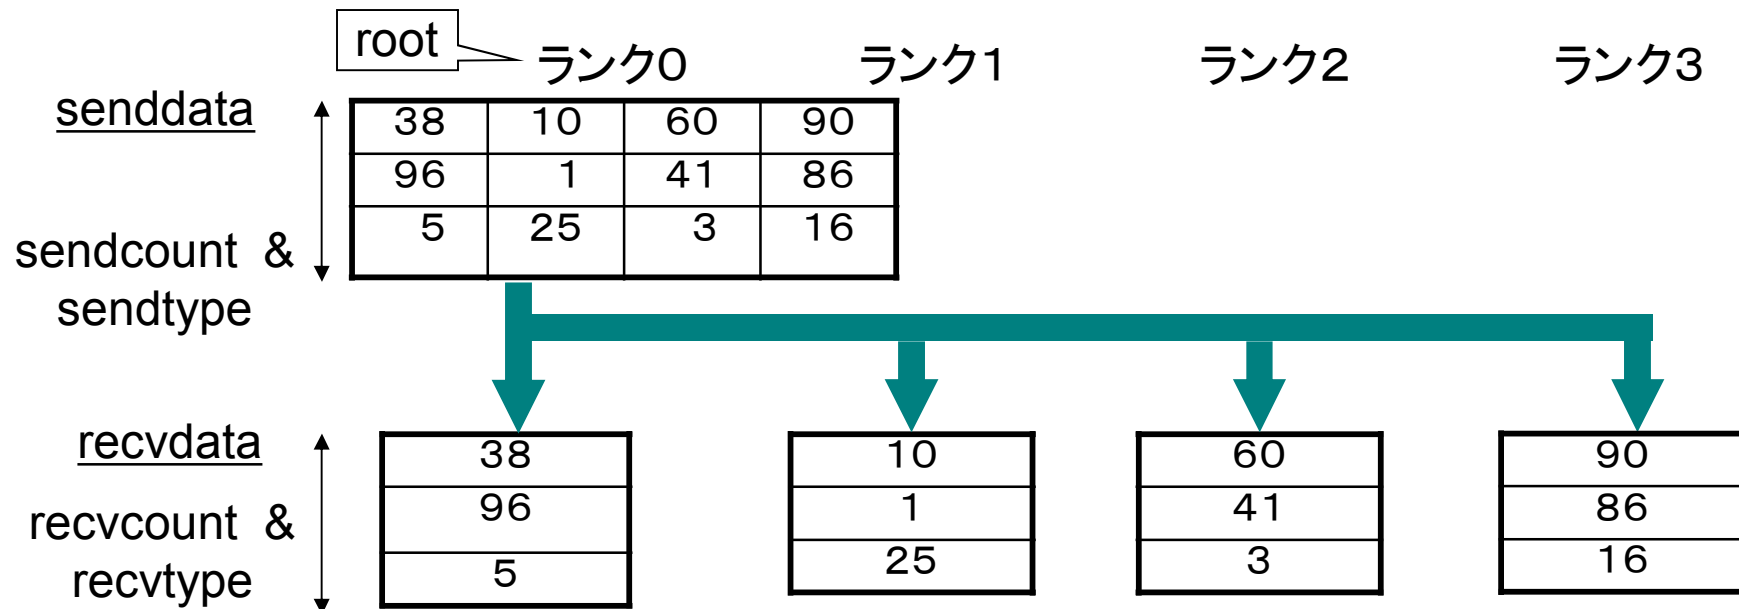 root
ランク0 ランク1 ランク2 ランク3
senddata
38 10 60 90
96 1 41 86
5 25 3 16
sendcount &
sendtype
recvdata
38 10 60 90
96 1 41 86
5 25 3 16
recvcount &
recvtype